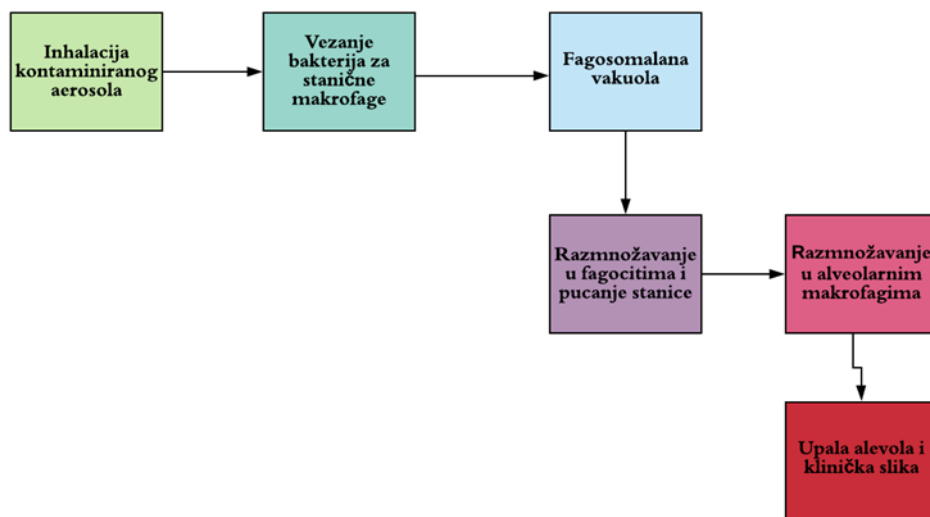 Inhalacija
kontaminiranog
aerosola
Vezanje
bakterija za
stanične
makrofage
Fagosomalana
vakuola
Razmnožavanje
u fagocitima i
pucanje stanice
Razmnožavanje
u alveolarnim
makrofagima
Upala alevola i
klinička slika